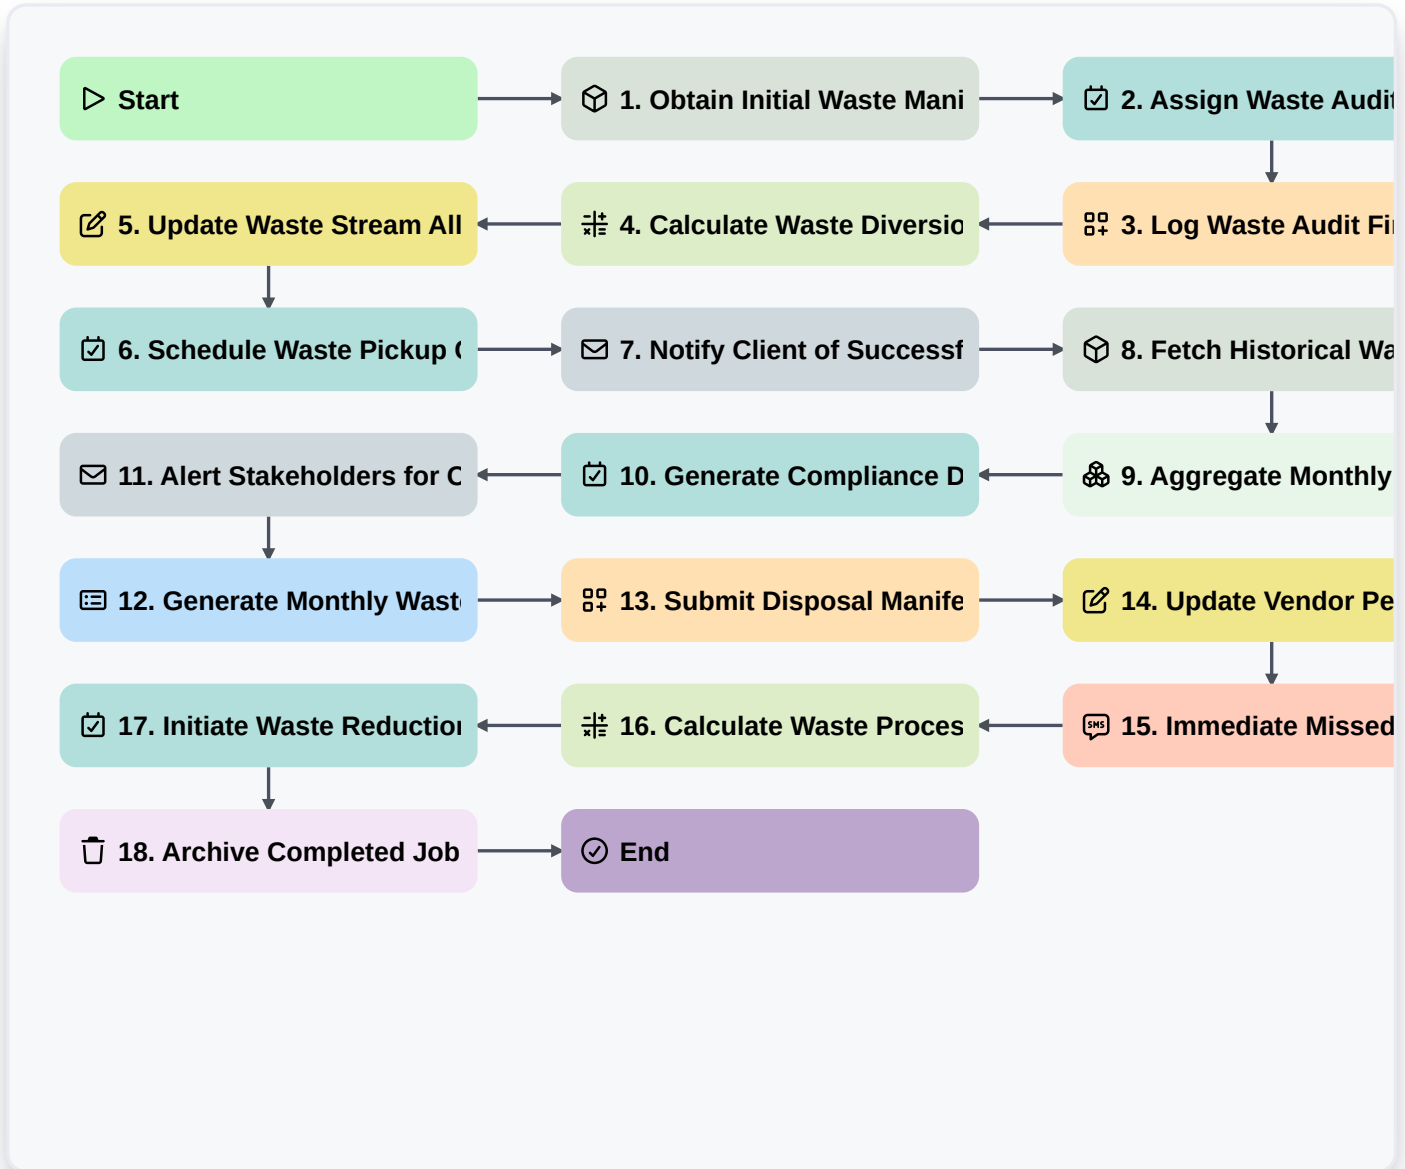 Start
1. Obtain Initial Waste Mani
2. Assign Waste Audit
3. Log Waste Audit Fi
4. Calculate Waste Diversio
5. Update Waste Stream All
6. Schedule Waste Pickup
7. Notify Client of Successf
8. Fetch Historical Wa
9. Aggregate Monthly
10. Generate Compliance D
11. Alert Stakeholders for C
12. Generate Monthly Waste
13. Submit Disposal Manife
14. Update Vendor Pe
SMS
15. Immediate Missed
16. Calculate Waste Proces
17. Initiate Waste Reduction
18. Archive Completed Job
End